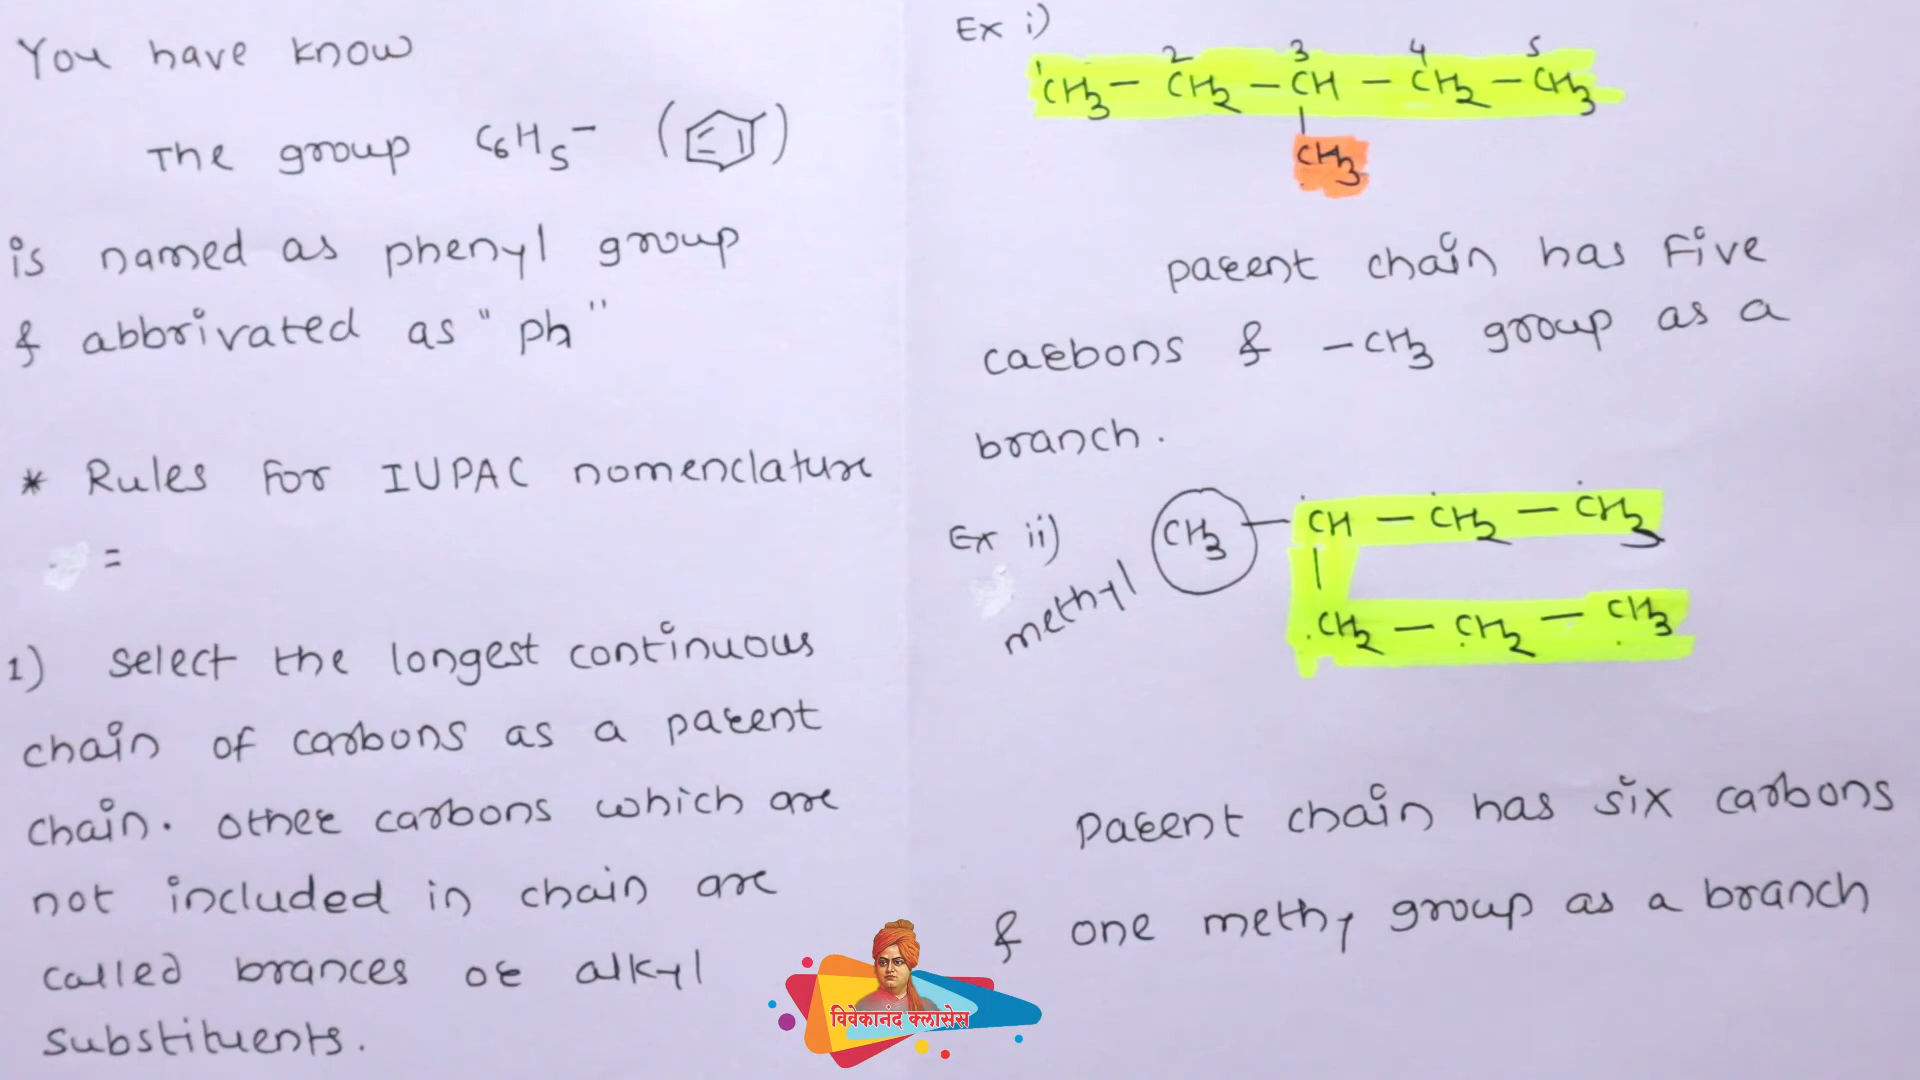 You have know
The group C6H5- ( )
is named as phenyl group
& abbrivated as "ph"
* Rules for IUPAC nomenclature
=
1) Select the longest continuous
chain of carbons as a parent
chain. other carbons which are
not included in chain are
called brances or alkyl
substituents.
Ex i)
1 2 3 4 5
CH3 - CH2 - CH - CH2 - CH3
CH3
parent chain has Five
carbons & -CH3 group as a
branch.
Ex ii)
methyl
CH3 - CH - CH2 - CH3
CH2 - CH2 - CH3
Parent chain has six carbons
& one methy group as a branch
विवेकानंद क्लासेस